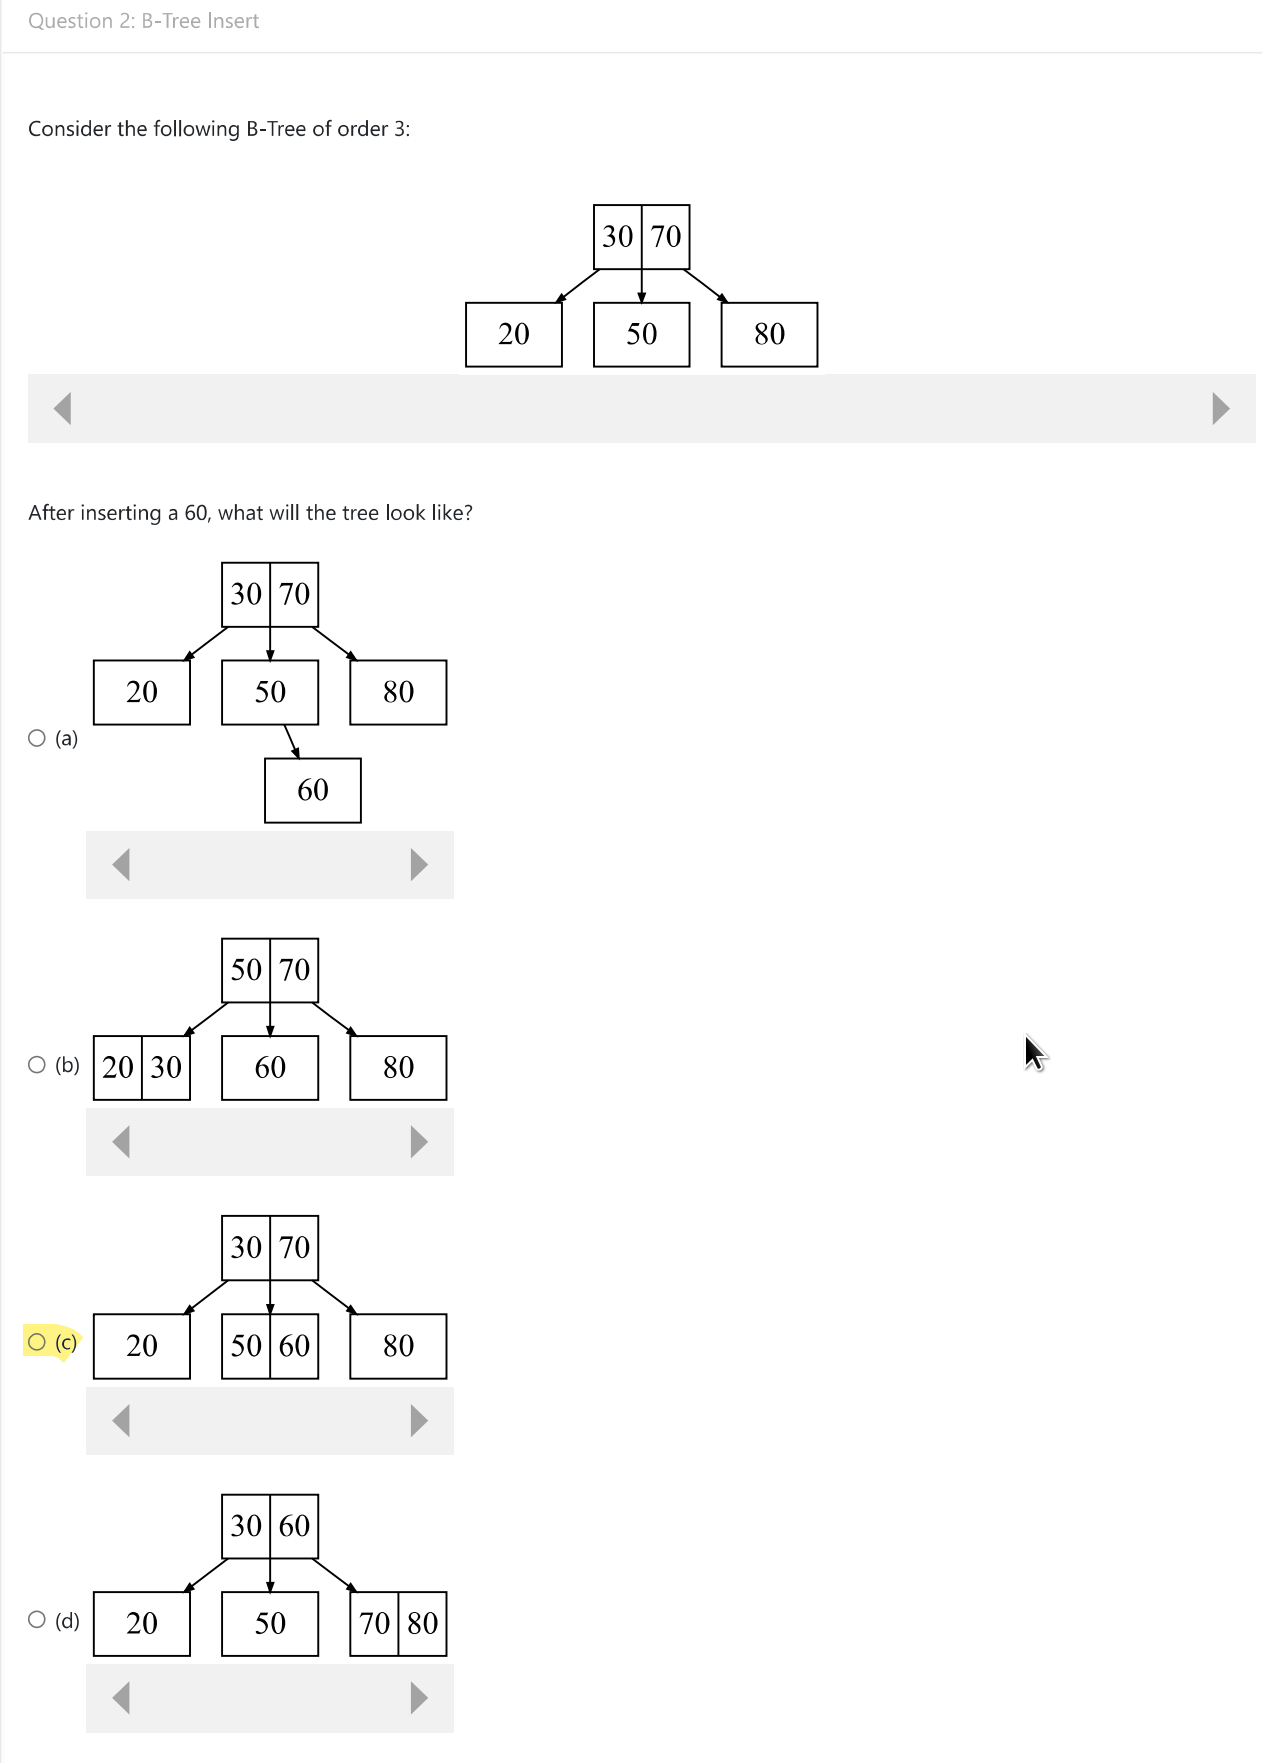 Question 2: B-Tree Insert
Consider the following B-Tree of order 3:
30 70
20 50 80
After inserting a 60, what will the tree look like?
30 70
20 50 80
(a)
60
50 70
(b) 20 30 60 80
30 70
(c) 20 50 60 80
30 60
(d) 20 50 70 80